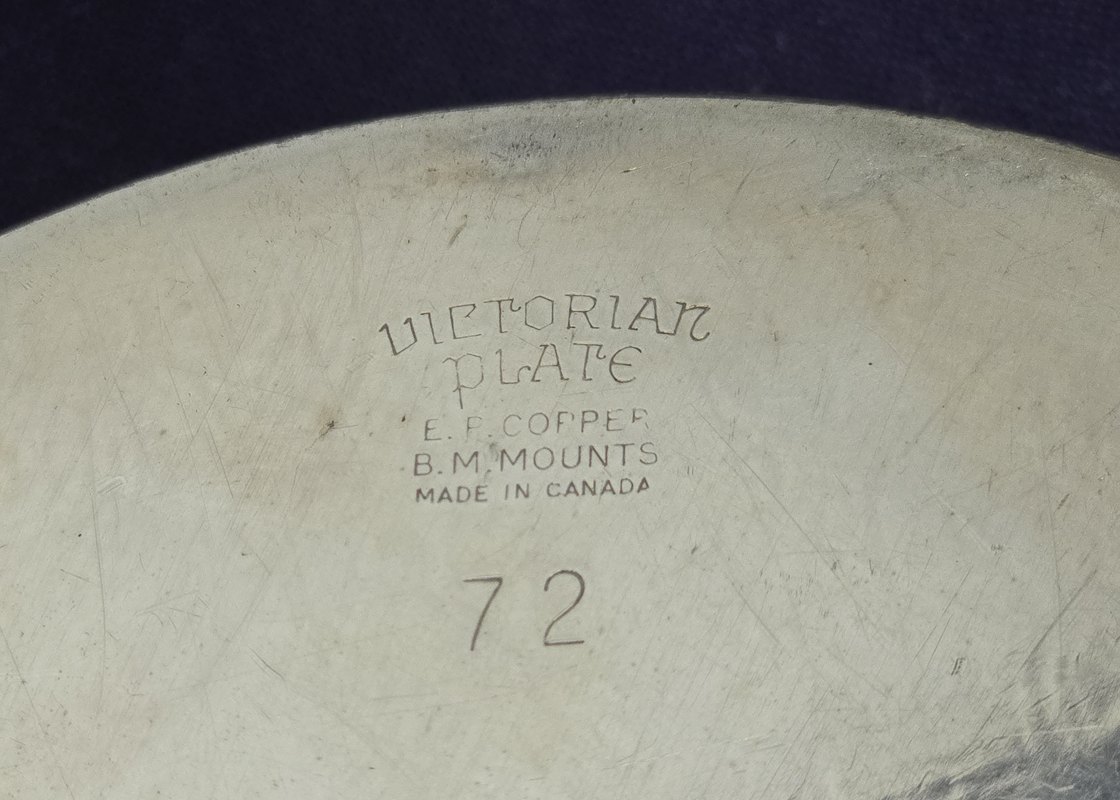 VICTORIAN
PLATE
E.P. COPPER
B.M. MOUNTS
MADE IN CANADA
72